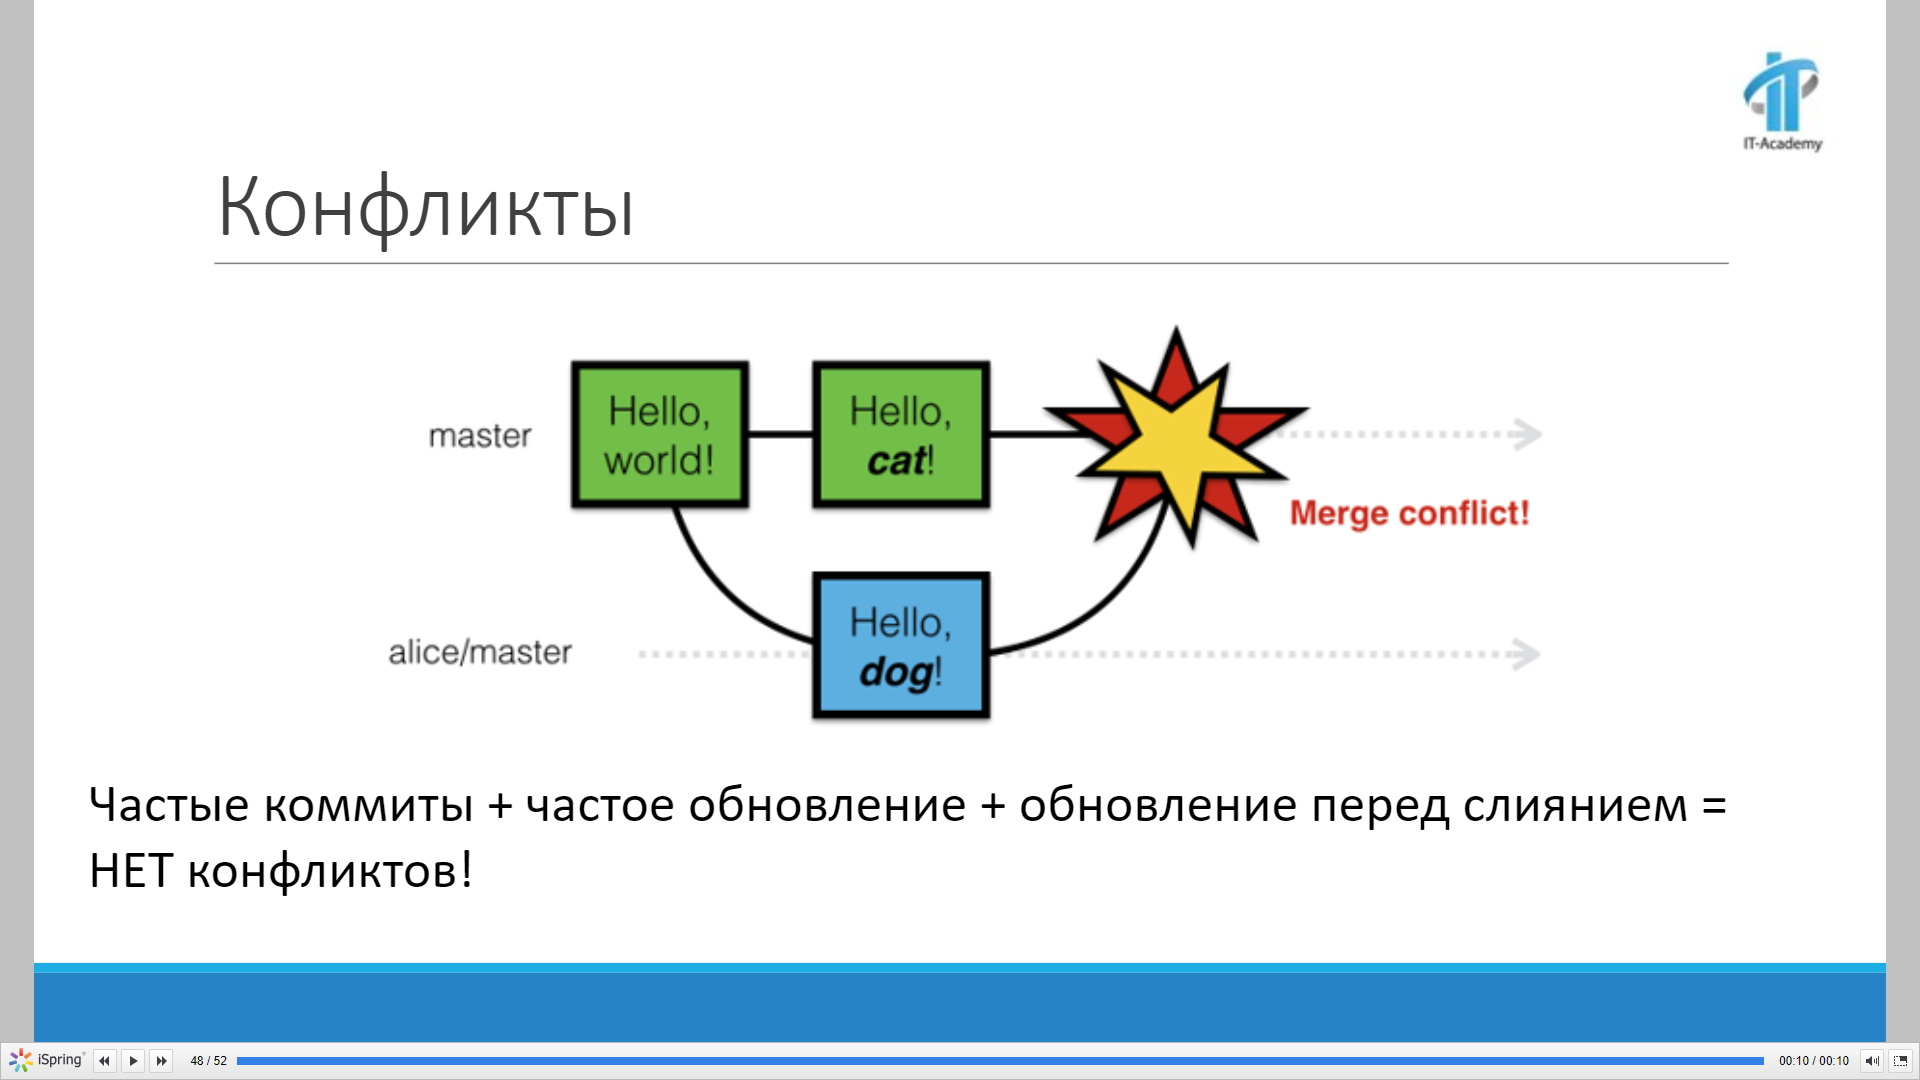 IT-Academy
Конфликты
master
Hello,
world!
Hello,
cat!
Merge conflict!
alice/master
Hello,
dog!
Частые коммиты + частое обновление + обновление перед слиянием =
НЕТ конфликтов!
iSpring
48 / 52
00:10 / 00:10